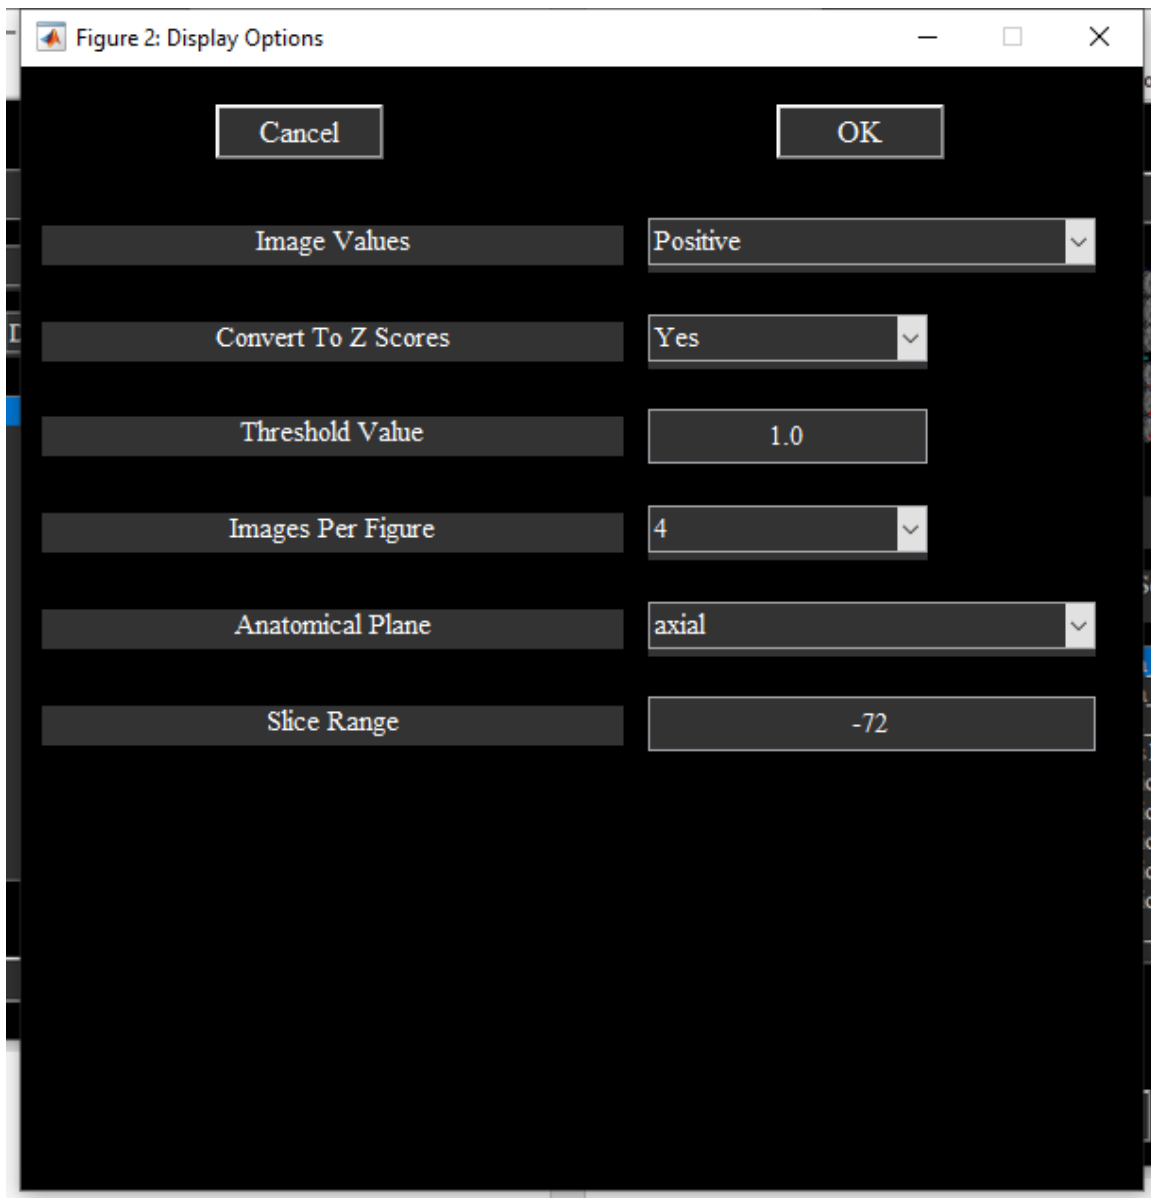 Figure 2: Display Options
Cancel OK
Image Values Positive
Convert To Z Scores Yes
Threshold Value 1.0
Images Per Figure 4
Anatomical Plane axial
Slice Range -72